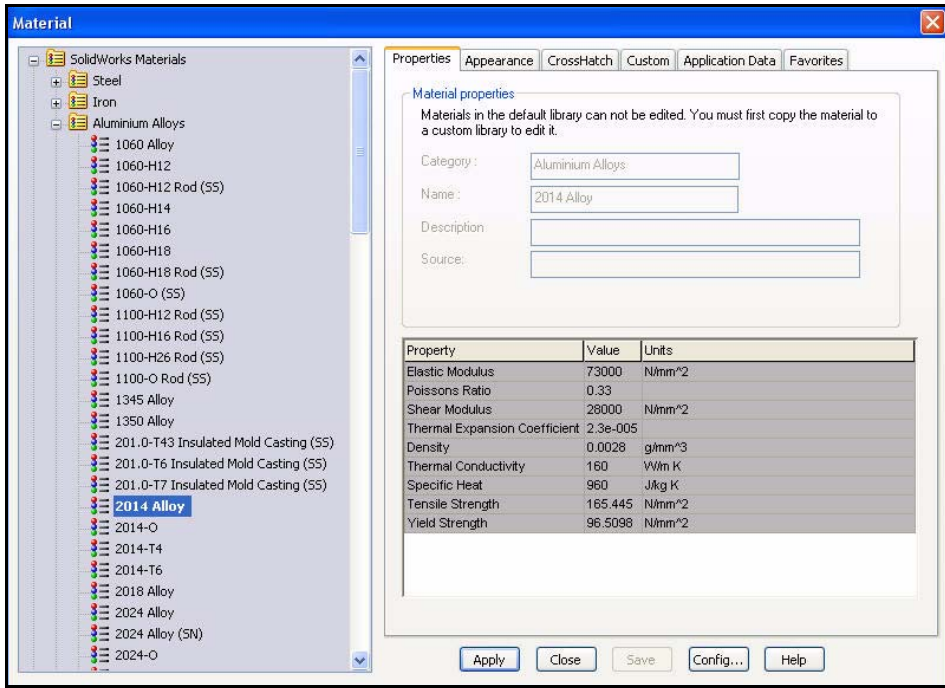 Material
SolidWorks Materials
Steel
Iron
Aluminium Alloys
1060 Alloy
1060-H12
1060-H12 Rod (SS)
1060-H14
1060-H16
1060-H18
1060-H18 Rod (SS)
1060-O (SS)
1100-H12 Rod (SS)
1100-H16 Rod (SS)
1100-H26 Rod (SS)
1100-O Rod (SS)
1345 Alloy
1350 Alloy
201.0-T43 Insulated Mold Casting (SS)
201.0-T6 Insulated Mold Casting (SS)
201.0-T7 Insulated Mold Casting (SS)
2014 Alloy
2014-O
2014-T4
2014-T6
2018 Alloy
2024 Alloy
2024 Alloy (SN)
2024-O
Properties Appearance CrossHatch Custom Application Data Favorites
Material properties
Materials in the default library can not be edited. You must first copy the material to
a custom library to edit it.
Category : Aluminium Alloys
Name : 2014 Alloy
Description
Source:
Property Value Units
Elastic Modulus 73000 N/mm^2
Poissons Ratio 0.33
Shear Modulus 28000 N/mm^2
Thermal Expansion Coefficient 2.3e-005
Density 0.0028 g/mm^3
Thermal Conductivity 160 W/m K
Specific Heat 960 J/kg K
Tensile Strength 165.445 N/mm^2
Yield Strength 96.5098 N/mm^2
Apply Close Save Config... Help